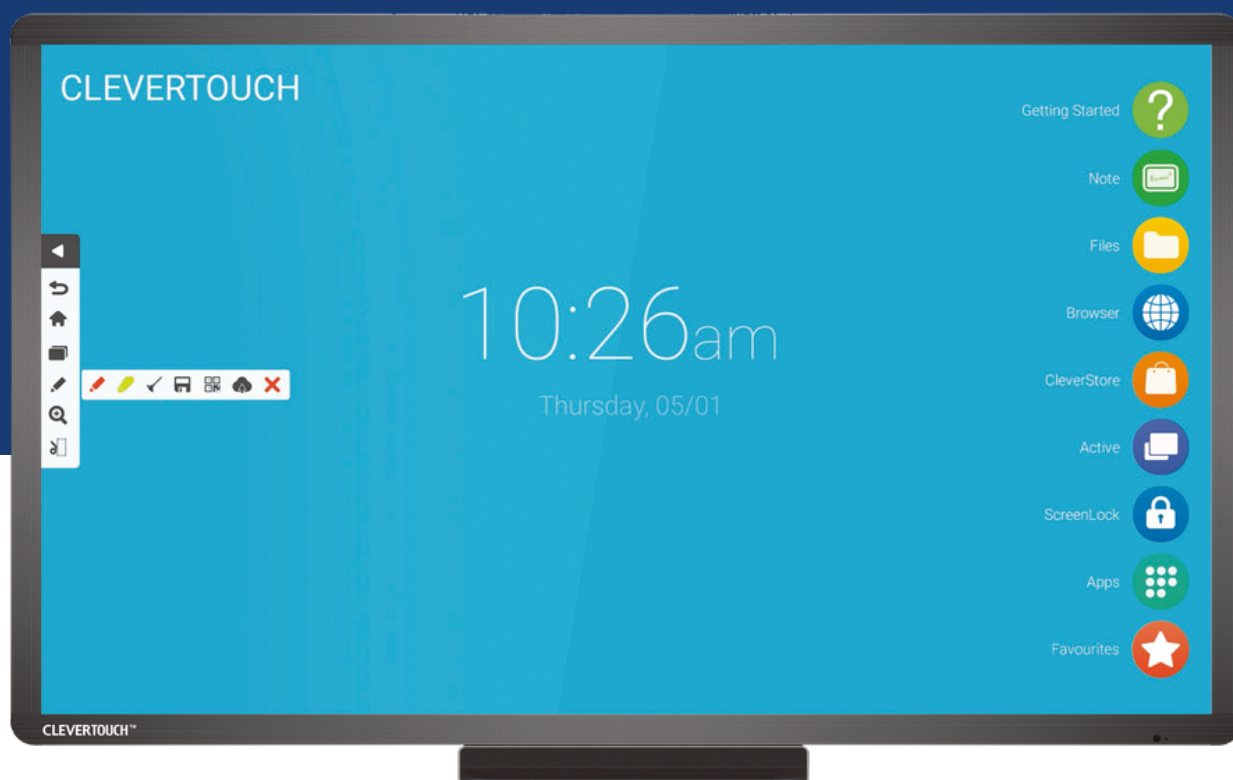 CLEVERTOUCH
Getting Started
Note
Files
Browser
CleverStore
Active
ScreenLock
Apps
Favourites
10:26am
Thursday, 05/01
CLEVERTOUCH™